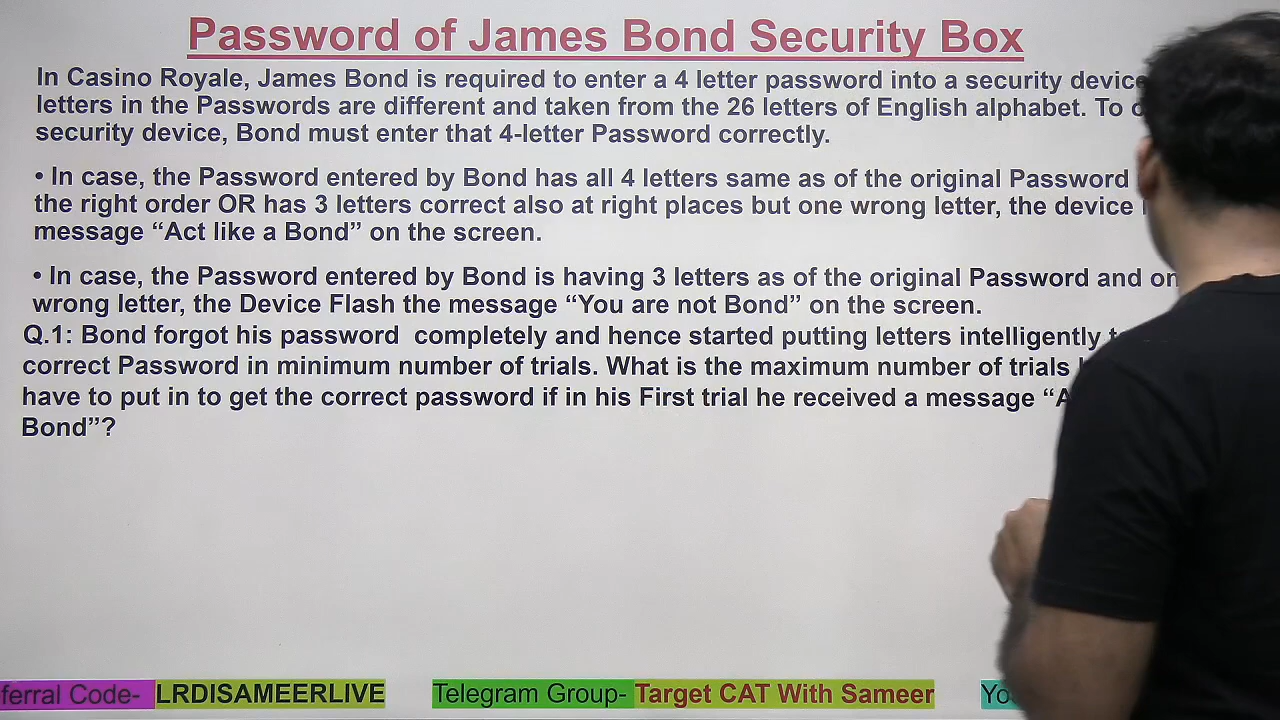 Password of James Bond Security Box
In Casino Royale, James Bond is required to enter a 4 letter password into a security device
letters in the Passwords are different and taken from the 26 letters of English alphabet. To
security device, Bond must enter that 4-letter Password correctly.
• In case, the Password entered by Bond has all 4 letters same as of the original Password
the right order OR has 3 letters correct also at right places but one wrong letter, the device
message “Act like a Bond” on the screen.
• In case, the Password entered by Bond is having 3 letters as of the original Password and
wrong letter, the Device Flash the message “You are not Bond” on the screen.
Q.1: Bond forgot his password completely and hence started putting letters intelligently
correct Password in minimum number of trials. What is the maximum number of trials
have to put in to get the correct password if in his First trial he received a message
Bond”?
Code- LRDISAMEERLIVE Telegram Group- Target CAT With Sameer